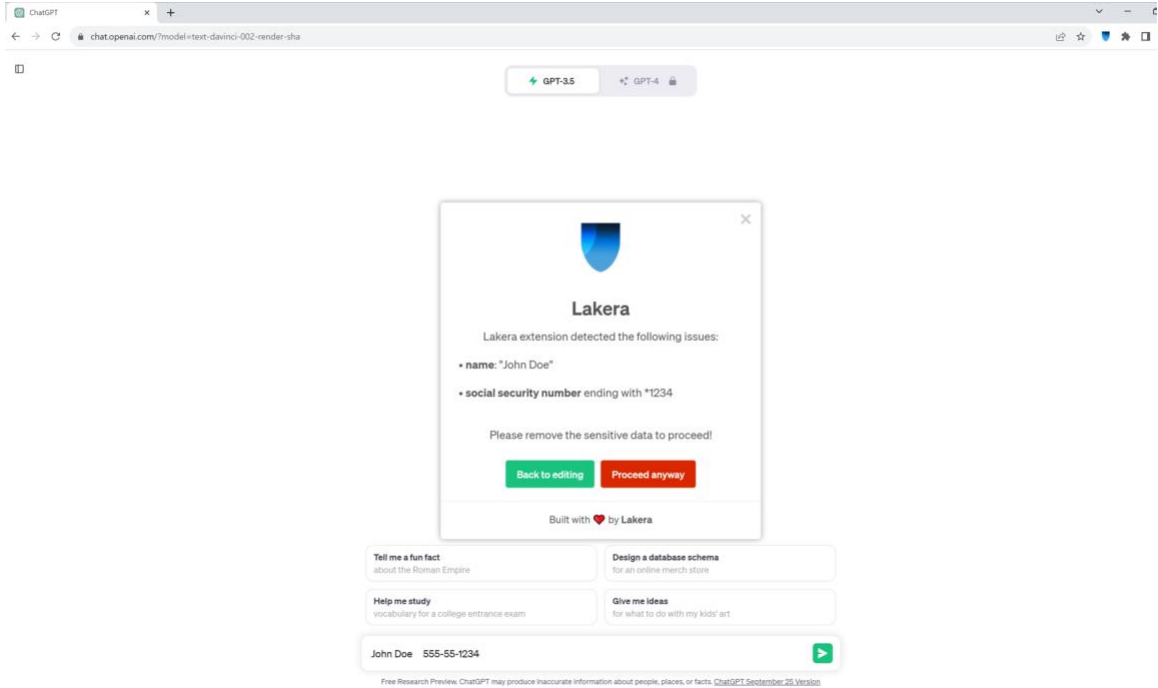 ChatGPT
chat.openai.com/?model=text-davinci-002-render-sha
GPT-3.5
GPT-4
Lakera
Lakera extension detected the following issues:
• name: "John Doe"
• social security number ending with *1234
Please remove the sensitive data to proceed!
Back to editing Proceed anyway
Built with ❤ by Lakera
Tell me a fun fact
about the Roman Empire
Design a database schema
for an online merch store
Help me study
vocabulary for a college entrance exam
Give me ideas
for what to do with my kids' art
John Doe 555-55-1234
Free Research Preview. ChatGPT may produce inaccurate information about people, places, or facts. ChatGPT September 25 Version